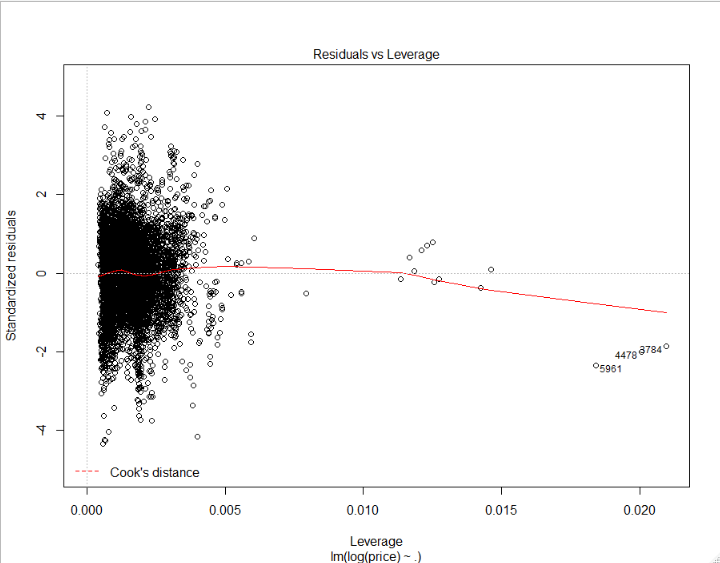 Residuals vs Leverage
Standardized residuals
4
2
0
-2
-4
3784
4478
5961
Cook's distance
0.000 0.005 0.010 0.015 0.020
Leverage
lm(log(price) ~ .)